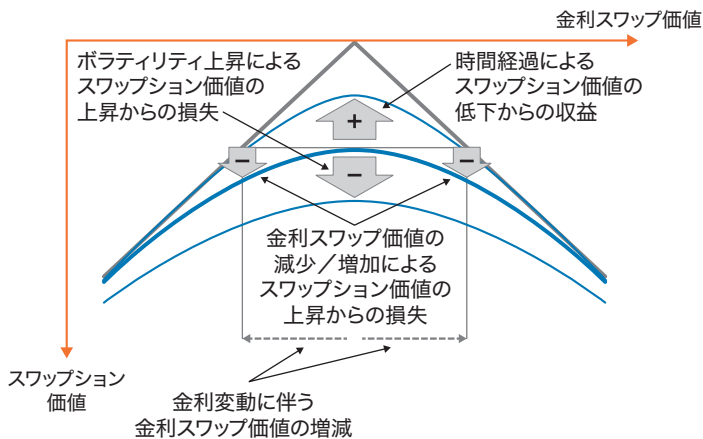 金利スワップ価値
ボラティリティ上昇による
スワップション価値の
上昇からの損失
時間経過による
スワップション価値の
低下からの収益
+
−
−
−
金利スワップ価値の
減少／増加による
スワップション価値の
上昇からの損失
スワップション
価値
金利変動に伴う
金利スワップ価値の増減